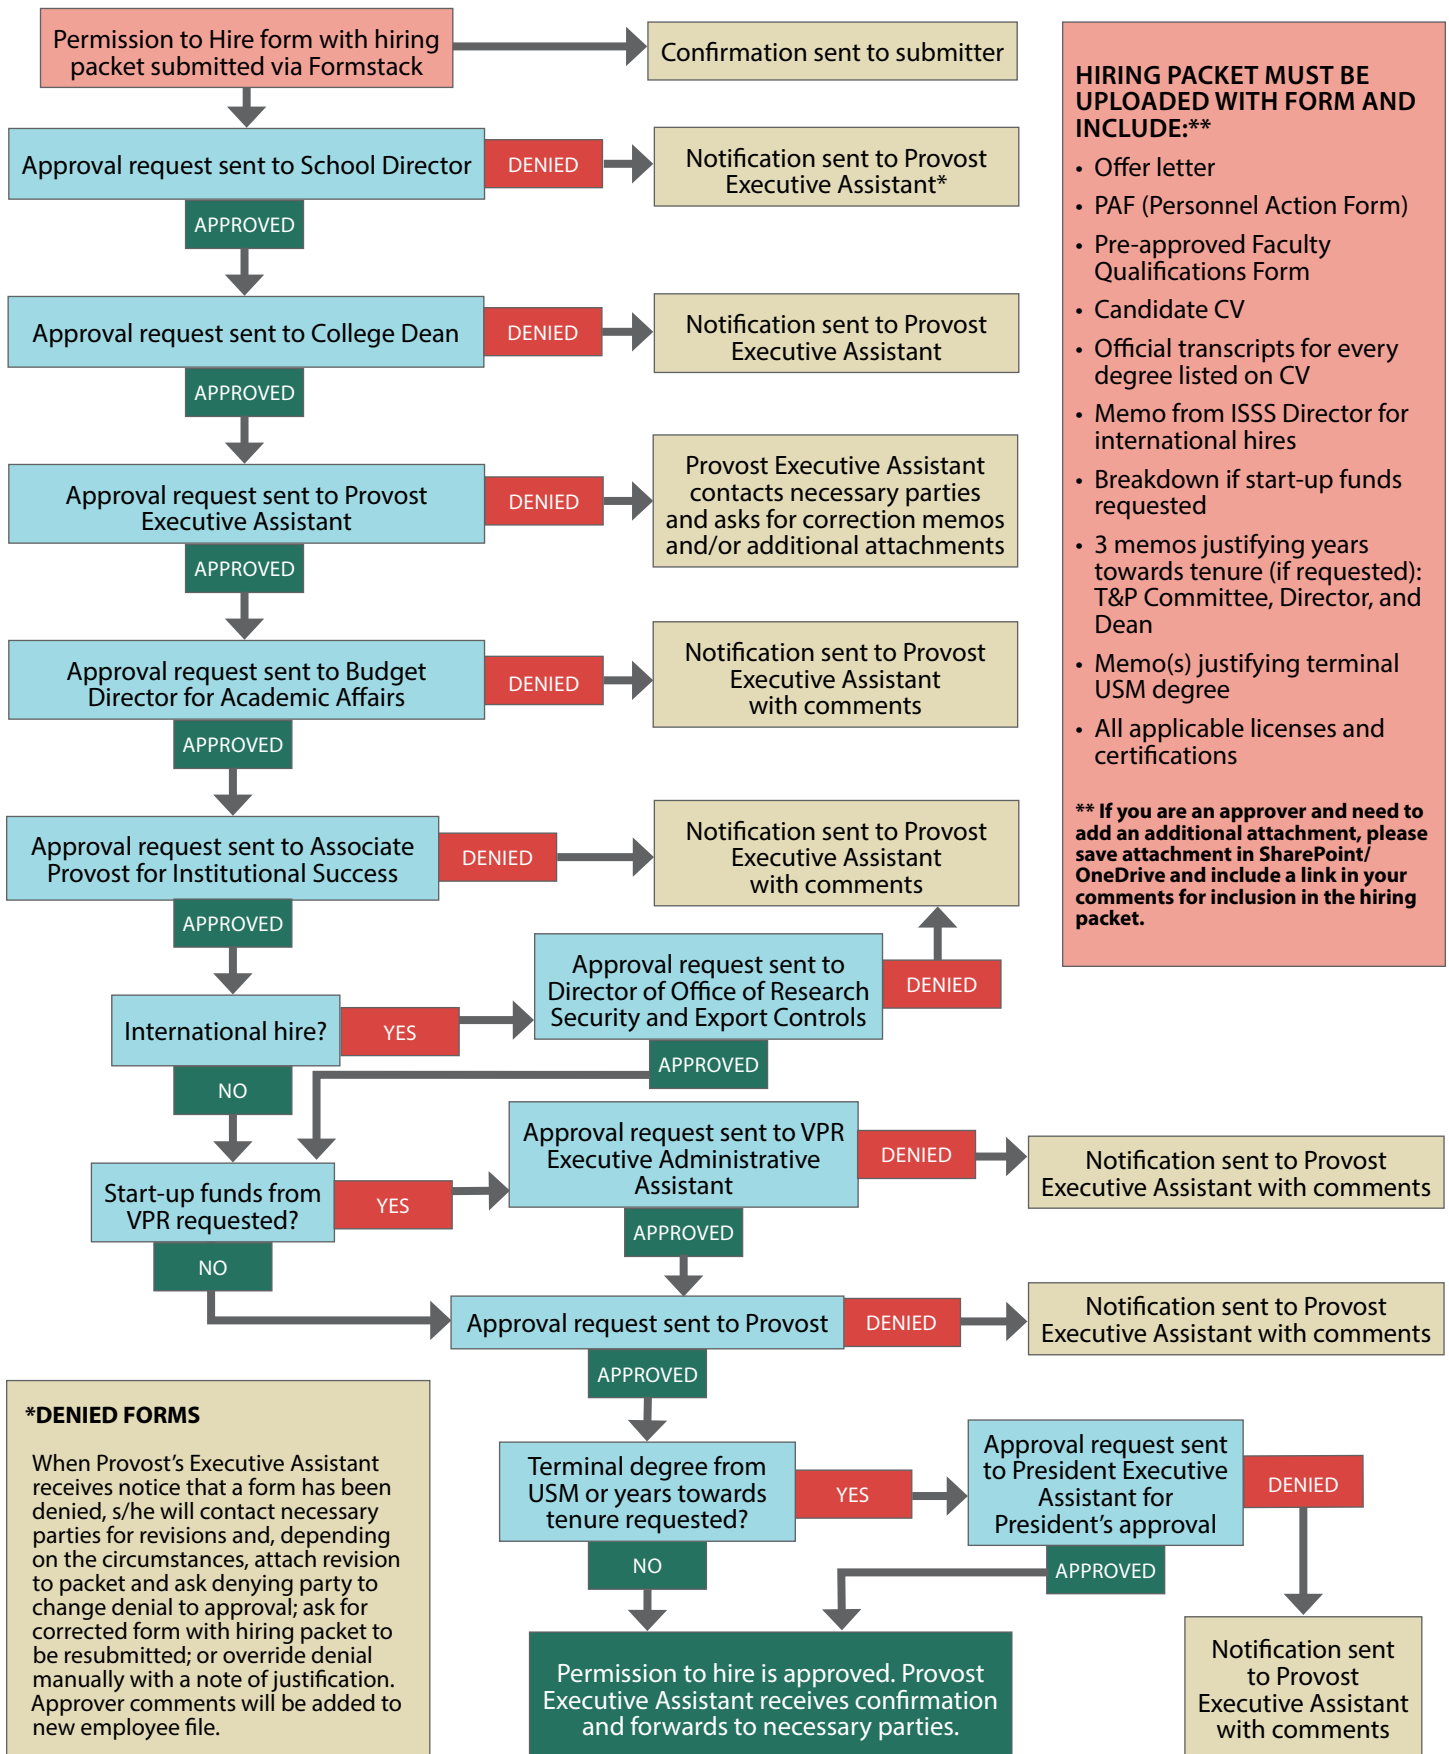 Permission to Hire form with hiring
packet submitted via Formstack
Confirmation sent to submitter
Approval request sent to School Director
DENIED
Notification sent to Provost
Executive Assistant*
APPROVED
Approval request sent to College Dean
DENIED
Notification sent to Provost
Executive Assistant
APPROVED
Approval request sent to Provost
Executive Assistant
DENIED
Provost Executive Assistant
contacts necessary parties
and asks for correction memos
and/or additional attachments
APPROVED
Approval request sent to Budget
Director for Academic Affairs
DENIED
Notification sent to Provost
Executive Assistant
with comments
APPROVED
Approval request sent to Associate
Provost for Institutional Success
DENIED
Notification sent to Provost
Executive Assistant
with comments
APPROVED
International hire?
YES
Approval request sent to
Director of Office of Research
Security and Export Controls
DENIED
APPROVED
NO
Start-up funds from
VPR requested?
YES
Approval request sent to VPR
Executive Administrative
Assistant
DENIED
Notification sent to Provost
Executive Assistant with comments
APPROVED
NO
Approval request sent to Provost
DENIED
Notification sent to Provost
Executive Assistant with comments
APPROVED
Terminal degree from
USM or years towards
tenure requested?
YES
Approval request sent
to President Executive
Assistant for
President's approval
DENIED
Notification sent
to Provost
Executive Assistant
with comments
APPROVED
NO
Permission to hire is approved. Provost
Executive Assistant receives confirmation
and forwards to necessary parties.
HIRING PACKET MUST BE
UPLOADED WITH FORM AND
INCLUDE:**
• Offer letter
• PAF (Personnel Action Form)
• Pre-approved Faculty
Qualifications Form
• Candidate CV
• Official transcripts for every
degree listed on CV
• Memo from ISSS Director for
international hires
• Breakdown if start-up funds
requested
• 3 memos justifying years
towards tenure (if requested):
T&P Committee, Director, and
Dean
• Memo(s) justifying terminal
USM degree
• All applicable licenses and
certifications
** If you are an approver and need to
add an additional attachment, please
save attachment in SharePoint/
OneDrive and include a link in your
comments for inclusion in the hiring
packet.
*DENIED FORMS
When Provost's Executive Assistant
receives notice that a form has been
denied, s/he will contact necessary
parties for revisions and, depending
on the circumstances, attach revision
to packet and ask denying party to
change denial to approval; ask for
corrected form with hiring packet to
be resubmitted; or override denial
manually with a note of justification.
Approver comments will be added to
new employee file.